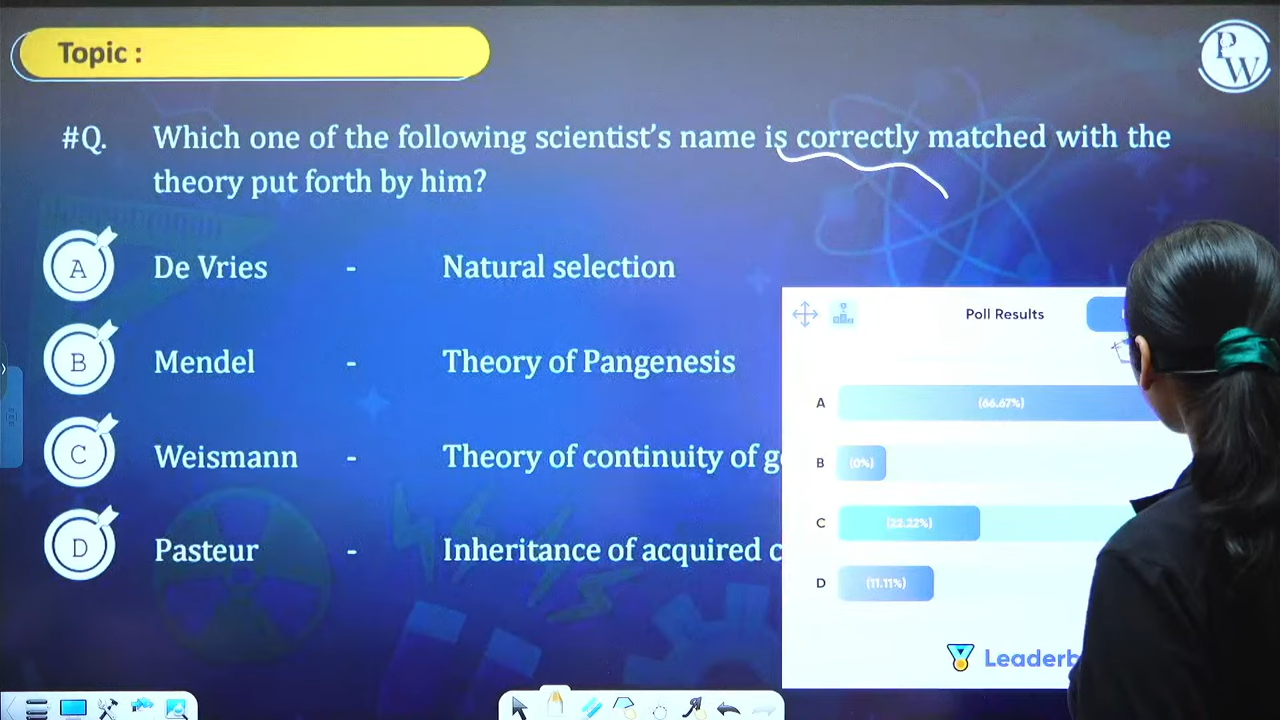 Topic :
PW
#Q. Which one of the following scientist's name is correctly matched with the
theory put forth by him?
A De Vries - Natural selection
B Mendel - Theory of Pangenesis
C Weismann - Theory of continuity of
D Pasteur - Inheritance of acquired
Poll Results
A (66.67%)
B (0%)
C (22.22%)
D (11.11%)